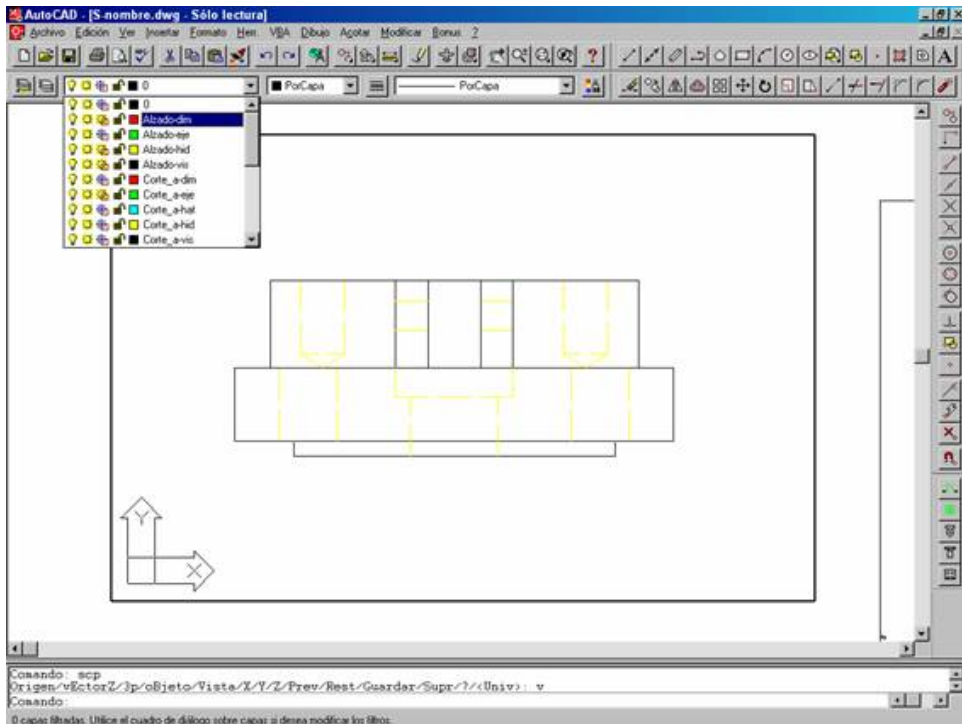 AutoCAD - [S-nombre.dwg - Sólo lectura]
Archivo Edición Ver Insertar Formato Herr. VBA Dibujo Acotar Modificar Bonus ?
0 PorCapa PorCapa
0
Alzado-dim
Alzado-eje
Alzado-hid
Alzado-vis
Corte_a-dim
Corte_a-eje
Corte_a-hat
Corte_a-hid
Corte_a-vis
Y
X
Comando: scp
Origen/vEctorZ/3p/oBjeto/Vista/X/Y/Z/Prev/Rest/Guardar/Supr/?/<Univ>: v
Comando:
0 capas filtradas. Utilice el cuadro de diálogo sobre capas si desea modificar los filtros.